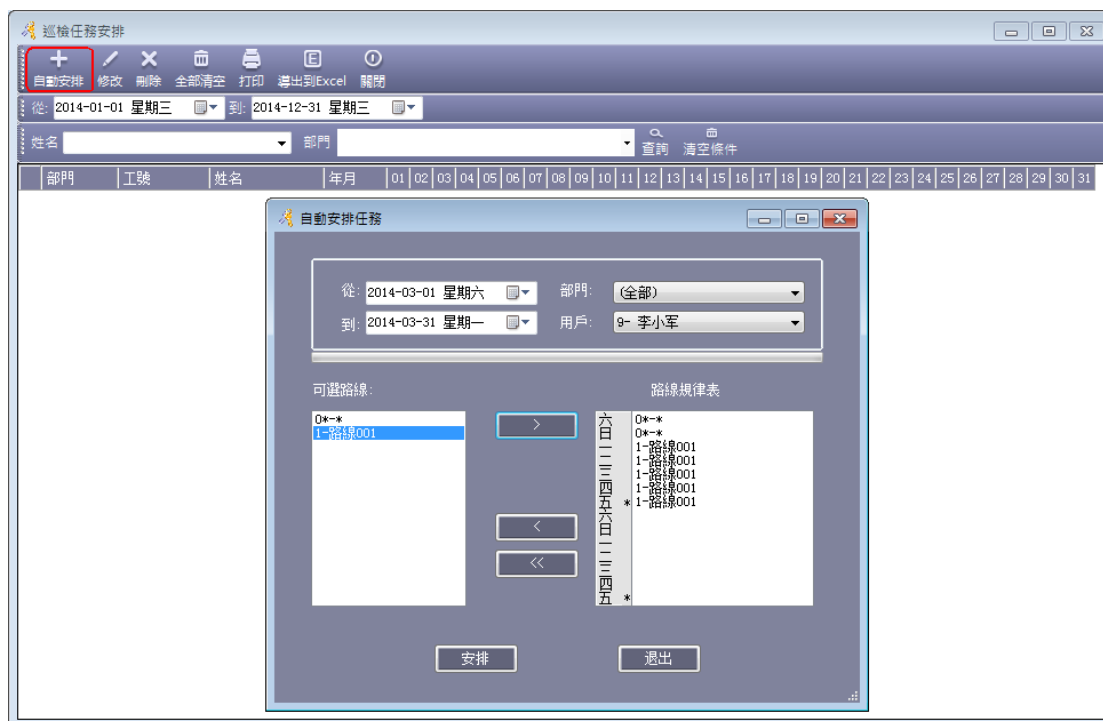 巡檢任務安排
自動安排 修改 刪除 全部清空 打印 導出到Excel 關閉
從: 2014-01-01 星期三 到: 2014-12-31 星期三
姓名 部門 查詢 清空條件
部門 工號 姓名 年月 01 02 03 04 05 06 07 08 09 10 11 12 13 14 15 16 17 18 19 20 21 22 23 24 25 26 27 28 29 30 31
自動安排任務
從: 2014-03-01 星期六 部門: (全部)
到: 2014-03-31 星期一 用戶: 9- 李小军
可選路線: 路線規律表
0*-* > 六 0*-*
1-路線001 日 0*-*
一 1-路線001
二 1-路線001
三 1-路線001
四 1-路線001
五 * 1-路線001
六
日 <
一
二
三 <<
四
五 *
安排 退出